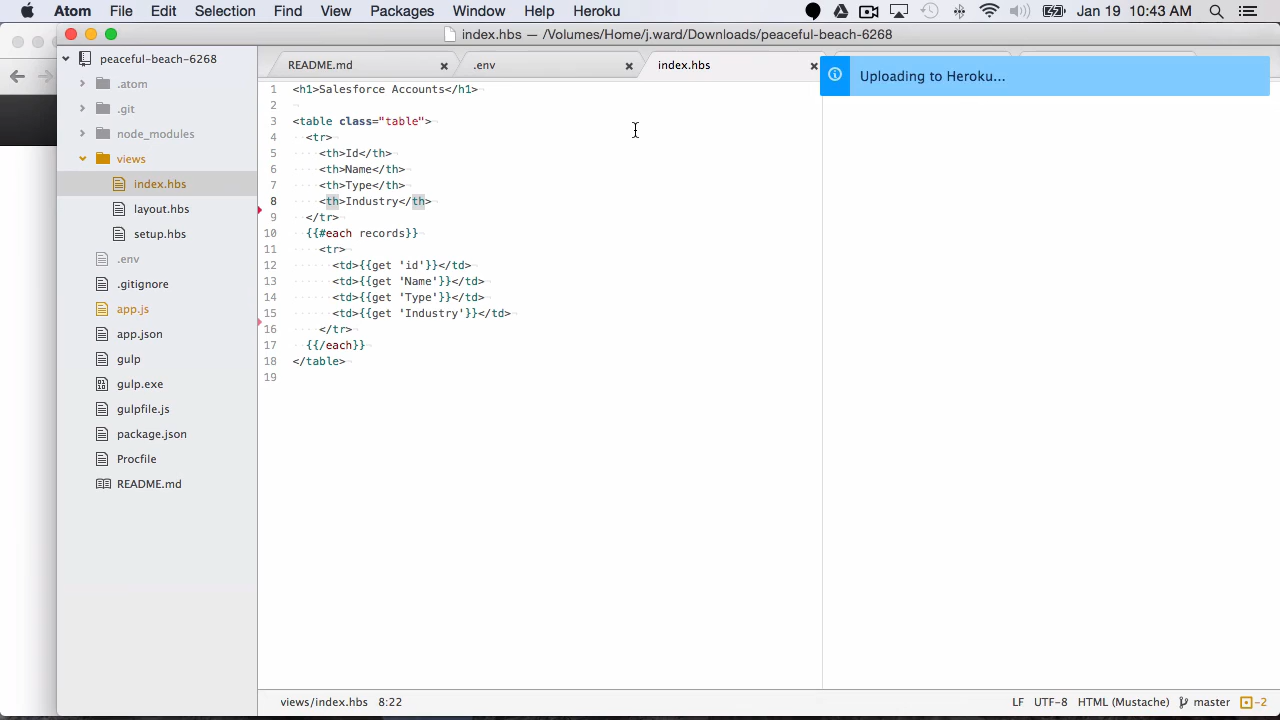 Atom File Edit Selection Find View Packages Window Help Heroku Jan 19 10:43 AM
index.hbs — /Volumes/Home/j.ward/Downloads/peaceful-beach-6268
peaceful-beach-6268
.atom
.git
node_modules
views
index.hbs
layout.hbs
setup.hbs
.env
.gitignore
app.js
app.json
gulp
gulp.exe
gulpfile.js
package.json
Procfile
README.md
README.md .env index.hbs
Uploading to Heroku...
1 <h1>Salesforce Accounts</h1>
2
3 <table class="table">
4 <tr>
5 <th>Id</th>
6 <th>Name</th>
7 <th>Type</th>
8 <th>Industry</th>
9 </tr>
10 {{#each records}}
11 <tr>
12 <td>{{get 'id'}}</td>
13 <td>{{get 'Name'}}</td>
14 <td>{{get 'Type'}}</td>
15 <td>{{get 'Industry'}}</td>
16 </tr>
17 {{/each}}
18 </table>
19
views/index.hbs 8:22 LF UTF-8 HTML (Mustache) master -2